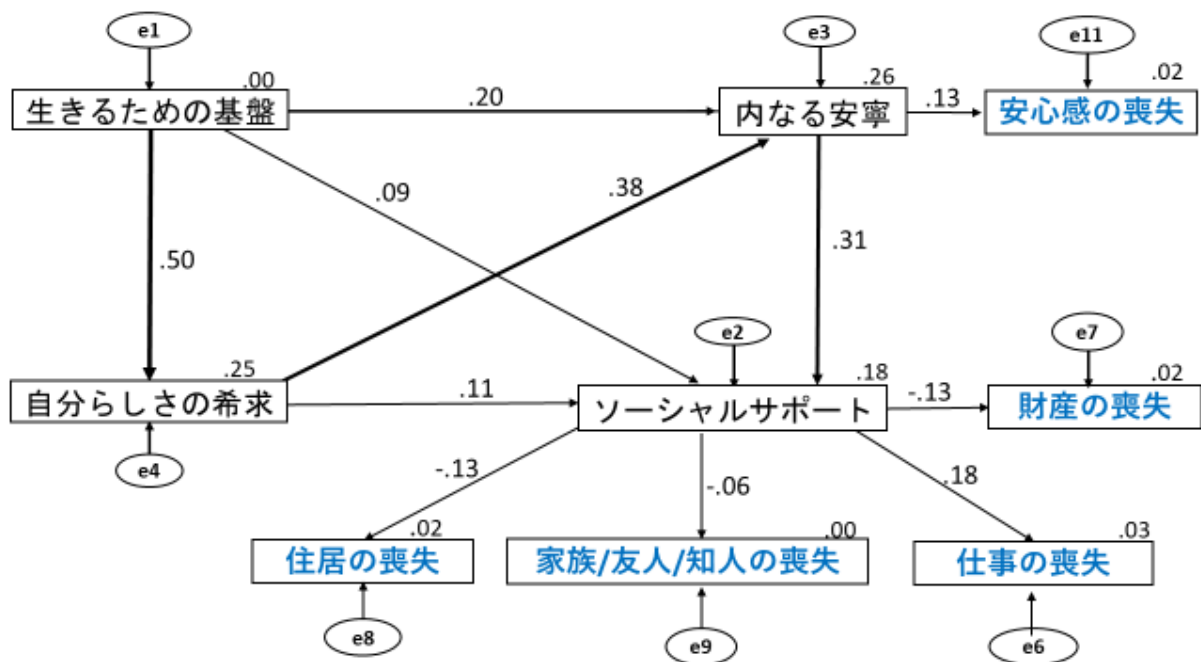 e1
e3
e11
.00
.26
.02
生きるための基盤
.20
内なる安寧
.13
安心感の喪失
.09
.38
.50
.31
e2
e7
.25
.18
.02
自分らしさの希求
.11
ソーシャルサポート
-.13
財産の喪失
e4
-.13
-.06
.18
.02
.00
.03
住居の喪失
家族/友人/知人の喪失
仕事の喪失
e8
e9
e6